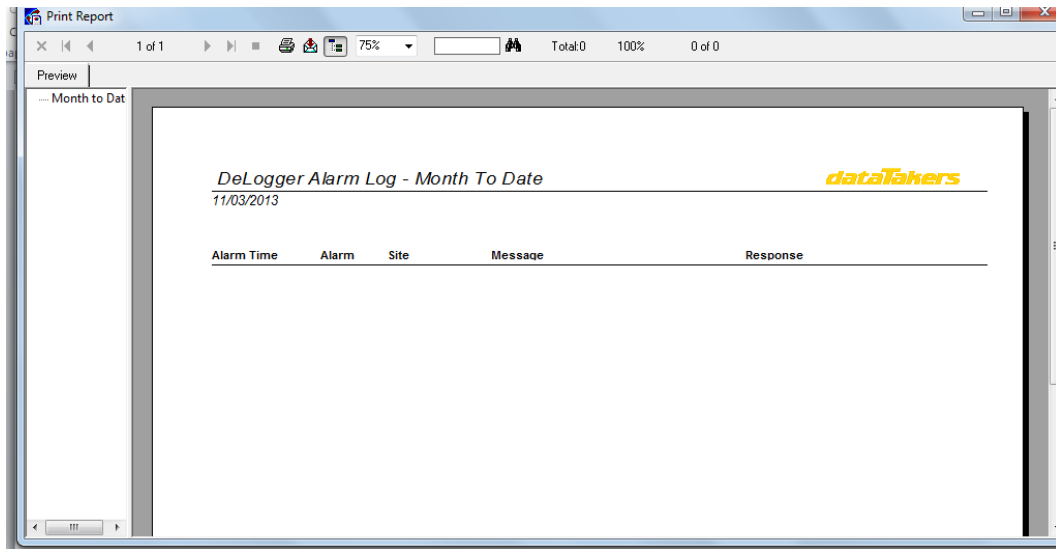 Print Report
1 of 1 75% Total:0 100% 0 of 0
Preview
Month to Dat
DeLogger Alarm Log - Month To Date dataTakers
11/03/2013
Alarm Time Alarm Site Message Response